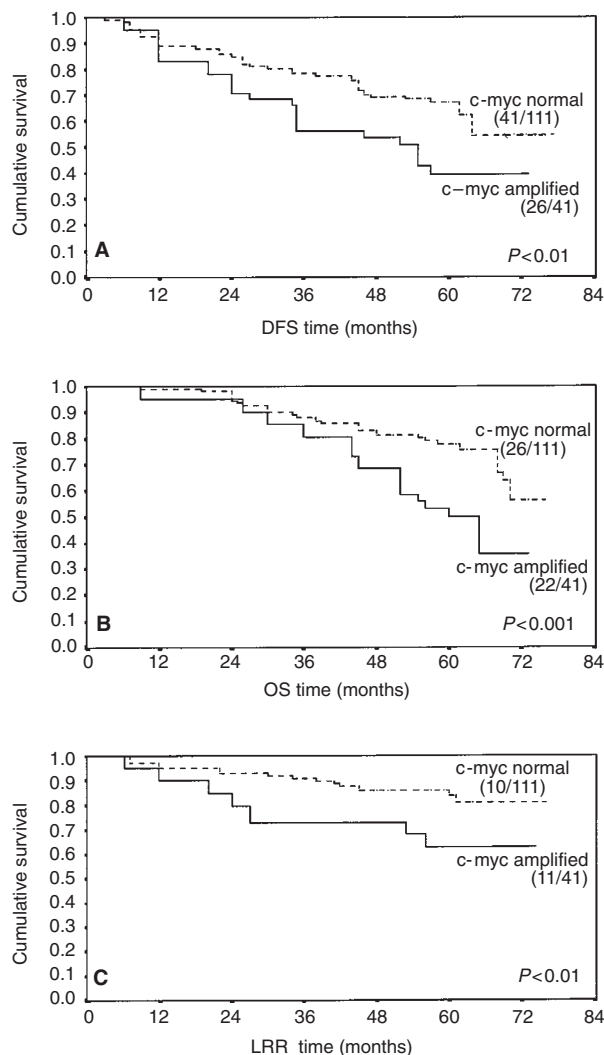 Cumulative survival
1.0
0.9
0.8
0.7
0.6
0.5
0.4
0.3
0.2
0.1
0.0
c-myc normal
(41/111)
c–myc amplified
(26/41)
A
P<0.01
0 12 24 36 48 60 72 84
DFS time (months)
Cumulative survival
1.0
0.9
0.8
0.7
0.6
0.5
0.4
0.3
0.2
0.1
0.0
c-myc normal
(26/111)
c-myc amplified
(22/41)
B
P<0.001
0 12 24 36 48 60 72 84
OS time (months)
Cumulative survival
1.0
0.9
0.8
0.7
0.6
0.5
0.4
0.3
0.2
0.1
0.0
c-myc normal
(10/111)
c-myc amplified
(11/41)
C
P<0.01
0 12 24 36 48 60 72 84
LRR time (months)